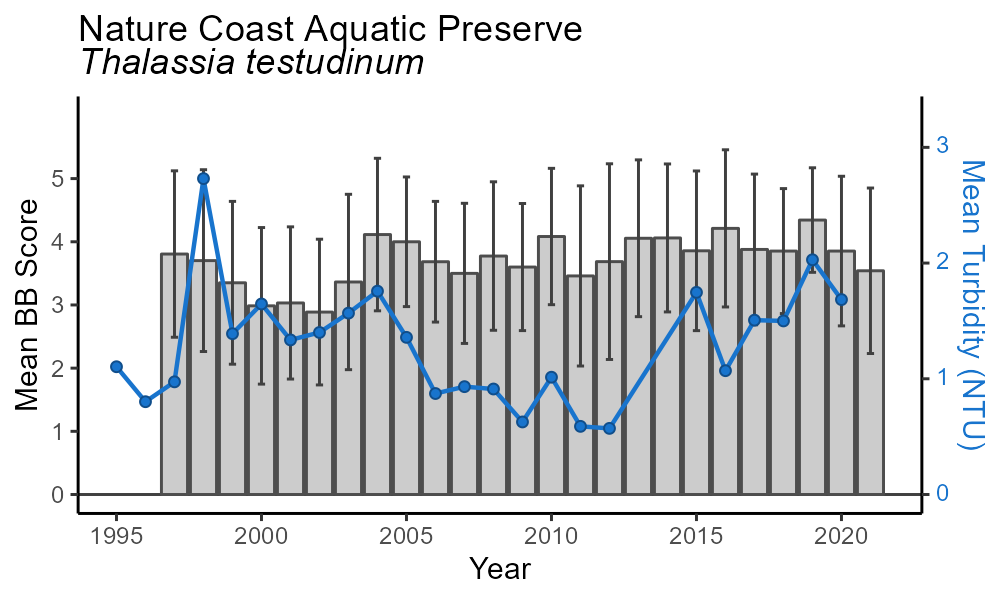 Nature Coast Aquatic Preserve
Thalassia testudinum
Mean BB Score
5
4
3
2
1
0
3
2
1
0
Mean Turbidity (NTU)
1995 2000 2005 2010 2015 2020
Year